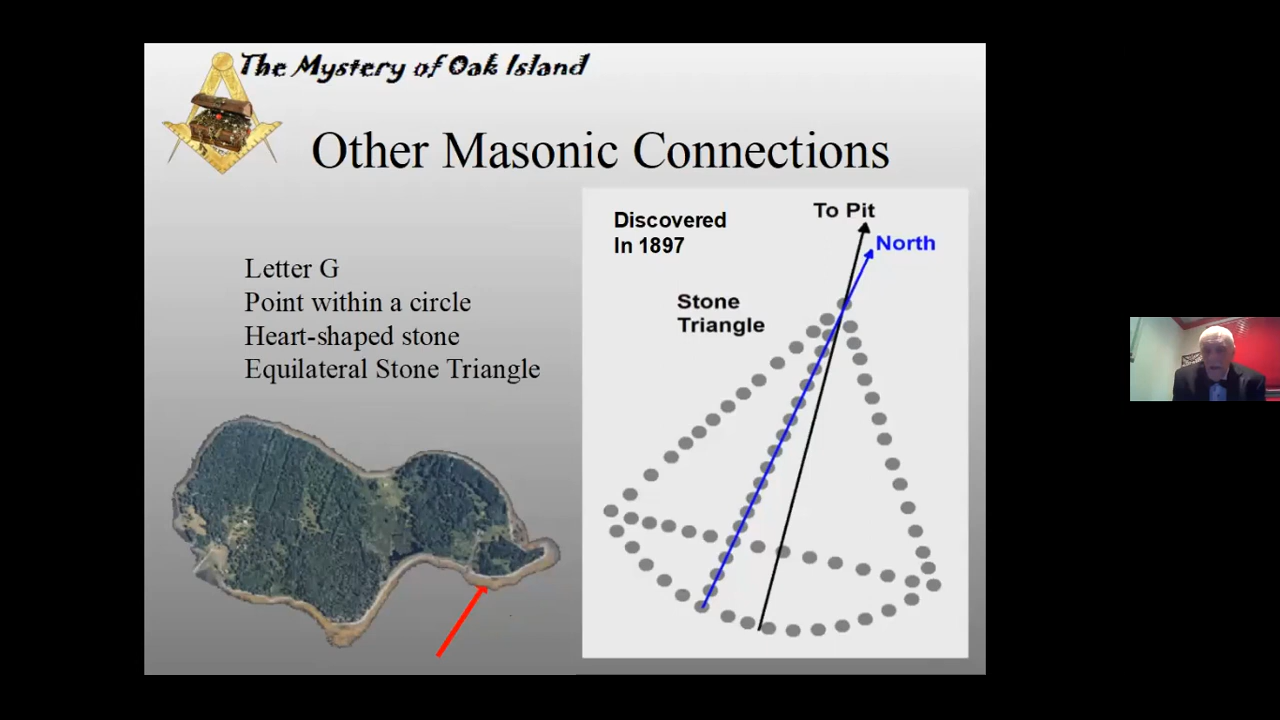 The Mystery of Oak Island
Other Masonic Connections
Letter G
Point within a circle
Heart-shaped stone
Equilateral Stone Triangle
Discovered
In 1897
To Pit
North
Stone
Triangle